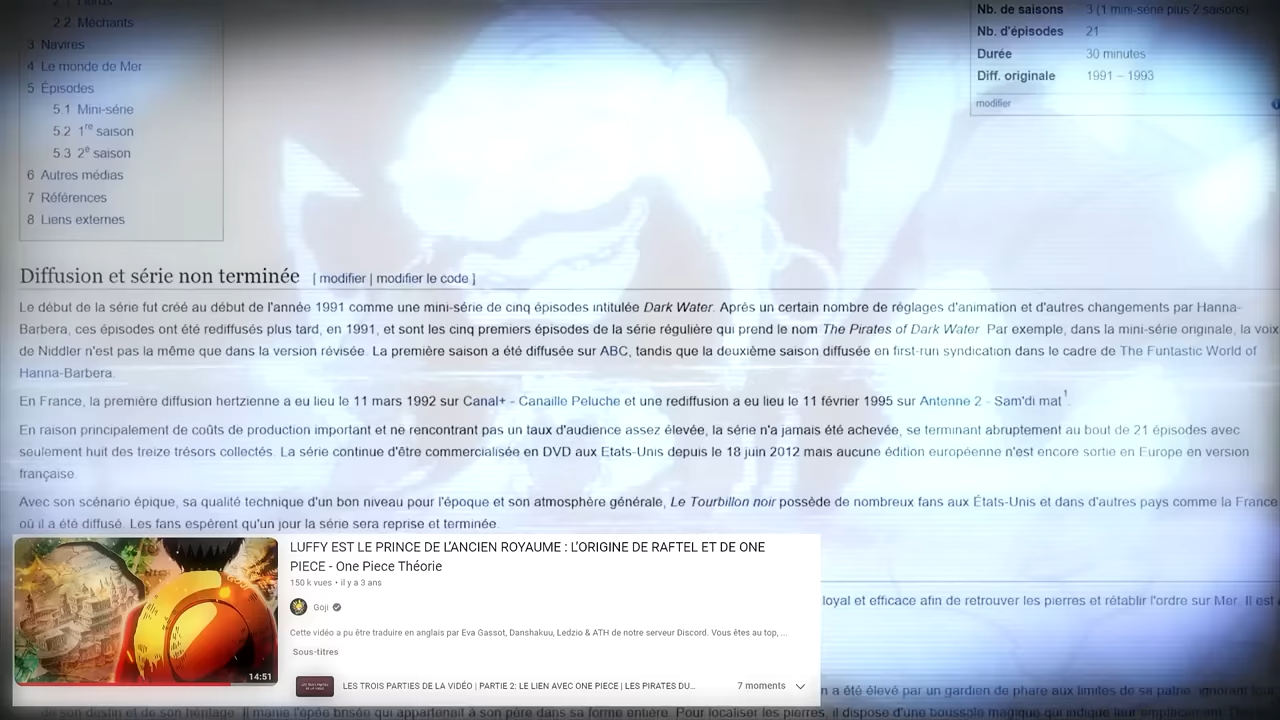 2.2 Méchants
3 Navires
4 Le monde de Mer
5 Épisodes
5.1 Mini-série
5.2 1re saison
5.3 2e saison
6 Autres médias
7 Références
8 Liens externes
Nb. de saisons 3 (1 mini-série plus 2 saisons)
Nb. d'épisodes 21
Durée 30 minutes
Diff. originale 1991 – 1993
modifier
Diffusion et série non terminée [ modifier | modifier le code ]
Le début de la série fut créé au début de l'année 1991 comme une mini-série de cinq épisodes intitulée Dark Water. Après un certain nombre de réglages d'animation et d'autres changements par Hanna-
Barbera, ces épisodes ont été rediffusés plus tard, en 1991, et sont les cinq premiers épisodes de la série régulière qui prend le nom The Pirates of Dark Water. Par exemple, dans la mini-série originale, la voix
de Niddler n'est pas la même que dans la version révisée. La première saison a été diffusée sur ABC, tandis que la deuxième saison diffusée en first-run syndication dans le cadre de The Funtastic World of
Hanna-Barbera.
En France, la première diffusion hertzienne a eu lieu le 11 mars 1992 sur Canal+ - Canaille Peluche et une rediffusion a eu lieu le 11 février 1995 sur Antenne 2 - Sam'di mat1.
En raison principalement de coûts de production important et ne rencontrant pas un taux d'audience assez élevée, la série n'a jamais été achevée, se terminant abruptement au bout de 21 épisodes avec
seulement huit des treize trésors collectés. La série continue d'être commercialisée en DVD aux Etats-Unis depuis le 18 juin 2012 mais aucune édition européenne n'est encore sortie en Europe en version
française.
Avec son scénario épique, sa qualité technique d'un bon niveau pour l'époque et son atmosphère générale, Le Tourbillon noir possède de nombreux fans aux États-Unis et dans d'autres pays comme la France
où il a été diffusé. Les fans espèrent qu'un jour la série sera reprise et terminée.
LUFFY EST LE PRINCE DE L'ANCIEN ROYAUME : L'ORIGINE DE RAFTEL ET DE ONE
PIECE - One Piece Théorie
150 k vues • il y a 3 ans
Goji
Cette vidéo a pu être traduire en anglais par Eva Gassot, Danshakuu, Ledzio & ATH de notre serveur Discord. Vous êtes au top, ...
Sous-titres
14:51
LES TROIS PARTIES DE LA VIDÉO | PARTIE 2: LE LIEN AVEC ONE PIECE | LES PIRATES DU...
7 moments
loyal et efficace afin de retrouver les pierres et rétablir l'ordre sur Mer. Il est
a été élevé par un gardien de phare aux limites de sa patrie, ignorant tout
de son destin et de son héritage. Il manie l'épée brisée qui appartenait à son père dans sa forme entière. Pour localiser les pierres, il dispose d'une boussole magique qui indique leur emplacement.